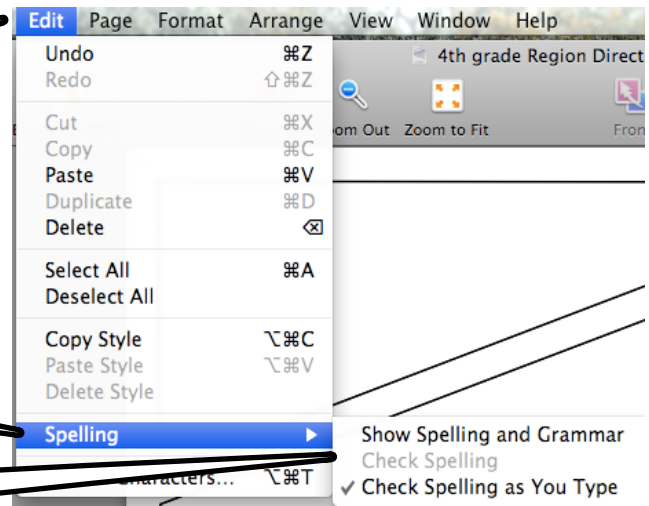 Edit Page Format Arrange View Window Help
Undo ⌘Z
4th grade Region Direct
Redo ⇧⌘Z
Cut ⌘X
om Out Zoom to Fit Fron
Copy ⌘C
Paste ⌘V
Duplicate ⌘D
Delete ⌫
Select All ⌘A
Deselect All
Copy Style ⌥⌘C
Paste Style ⌥⌘V
Delete Style
Spelling ▶
Show Spelling and Grammar
Check Spelling
aracters... ⌥⌘T
✓ Check Spelling as You Type